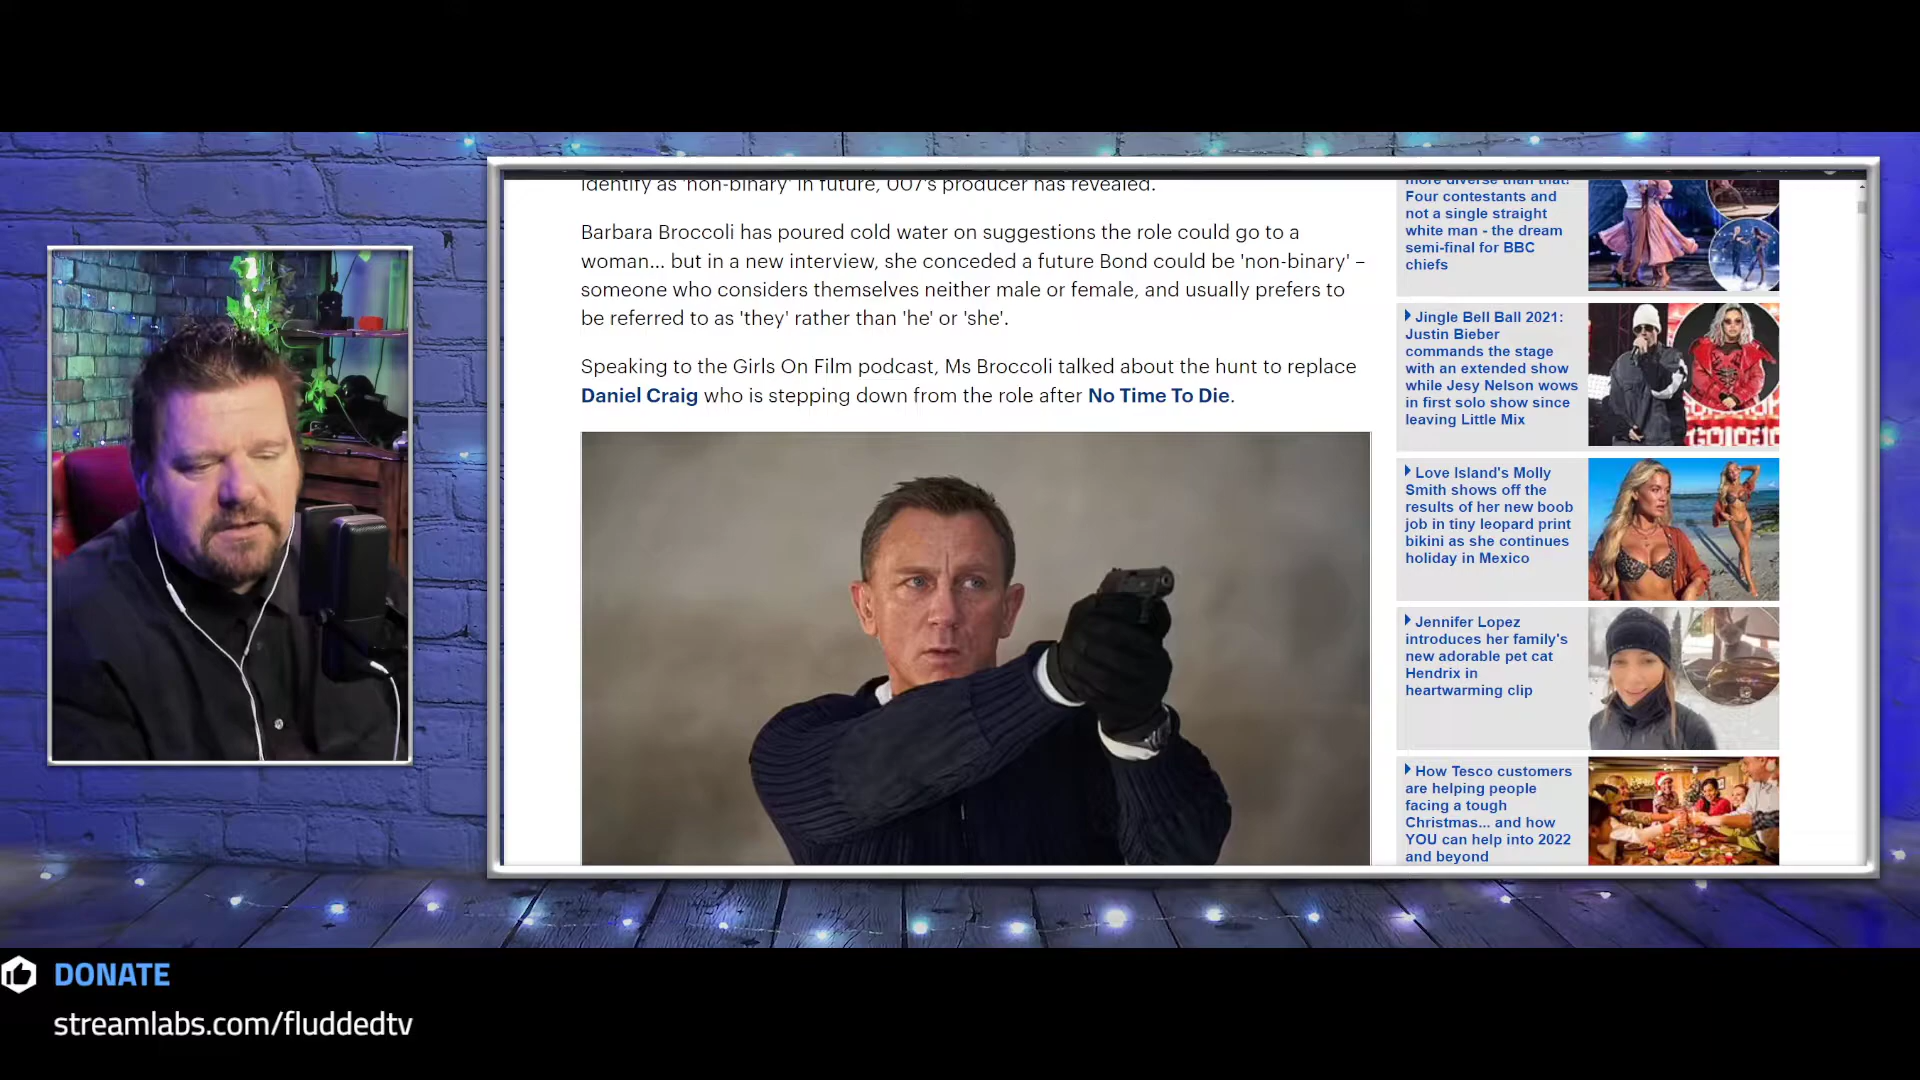 identify as 'non-binary' in future, 007's producer has revealed.
Barbara Broccoli has poured cold water on suggestions the role could go to a
woman... but in a new interview, she conceded a future Bond could be 'non-binary' –
someone who considers themselves neither male or female, and usually prefers to
be referred to as 'they' rather than 'he' or 'she'.
Speaking to the Girls On Film podcast, Ms Broccoli talked about the hunt to replace
Daniel Craig who is stepping down from the role after No Time To Die.
more diverse than that!
Four contestants and
not a single straight
white man - the dream
semi-final for BBC
chiefs
Jingle Bell Ball 2021:
Justin Bieber
commands the stage
with an extended show
while Jesy Nelson wows
in first solo show since
leaving Little Mix
Love Island's Molly
Smith shows off the
results of her new boob
job in tiny leopard print
bikini as she continues
holiday in Mexico
Jennifer Lopez
introduces her family's
new adorable pet cat
Hendrix in
heartwarming clip
How Tesco customers
are helping people
facing a tough
Christmas... and how
YOU can help into 2022
and beyond
DONATE
streamlabs.com/fluddedtv